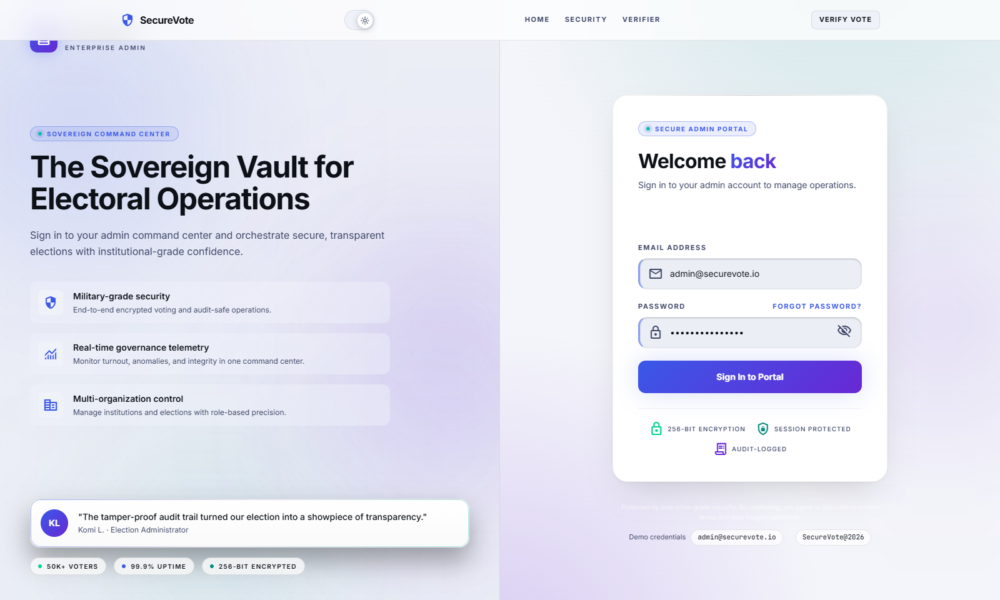 SecureVote
HOME
SECURITY
VERIFIER
VERIFY VOTE
ENTERPRISE ADMIN
SOVEREIGN COMMAND CENTER
The Sovereign Vault for
Electoral Operations
Sign in to your admin command center and orchestrate secure, transparent
elections with institutional-grade confidence.
Military-grade security
End-to-end encrypted voting and audit-safe operations.
Real-time governance telemetry
Monitor turnout, anomalies, and integrity in one command center.
Multi-organization control
Manage institutions and elections with role-based precision.
KL
"The tamper-proof audit trail turned our election into a showpiece of transparency."
Komi L. · Election Administrator
50K+ VOTERS
99.9% UPTIME
256-BIT ENCRYPTED
SECURE ADMIN PORTAL
Welcome back
Sign in to your admin account to manage operations.
EMAIL ADDRESS
admin@securevote.io
PASSWORD
FORGOT PASSWORD?
•••••••••••••••
Sign In to Portal
256-BIT ENCRYPTION
SESSION PROTECTED
AUDIT-LOGGED
Protected by enterprise-grade security. By continuing, you agree to SecureVote system
terms and data integrity protocols.
Demo credentials
admin@securevote.io
SecureVote@2026